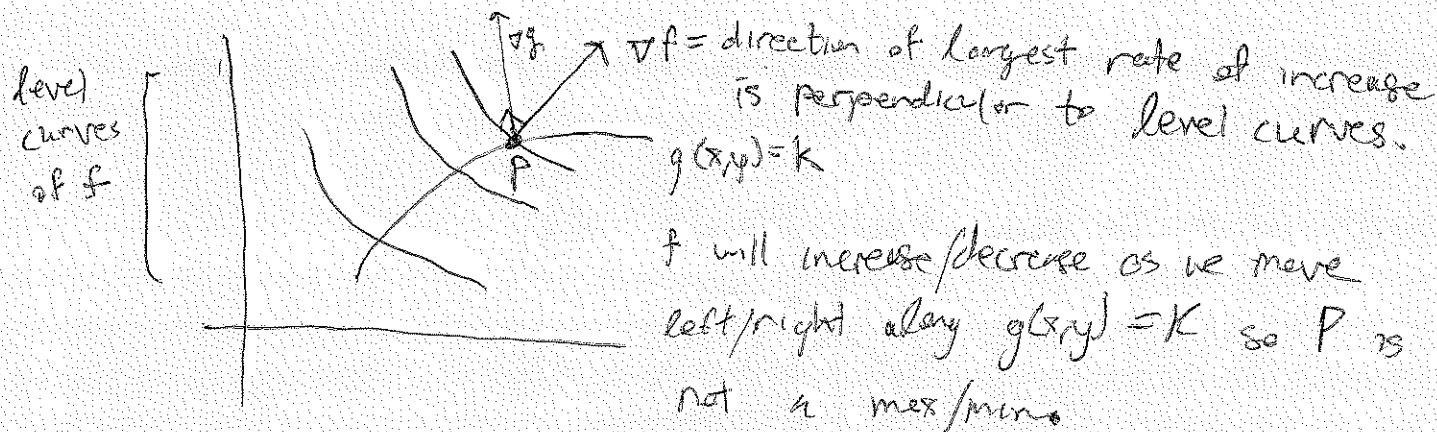 ∇g
∇f = direction of largest rate of increase
is perpendicular to level curves.
level
curves
of f
P
g(x,y)=k
f will increase/decrease as we move
left/right along g(x,y)=K so P is
not a max/min.